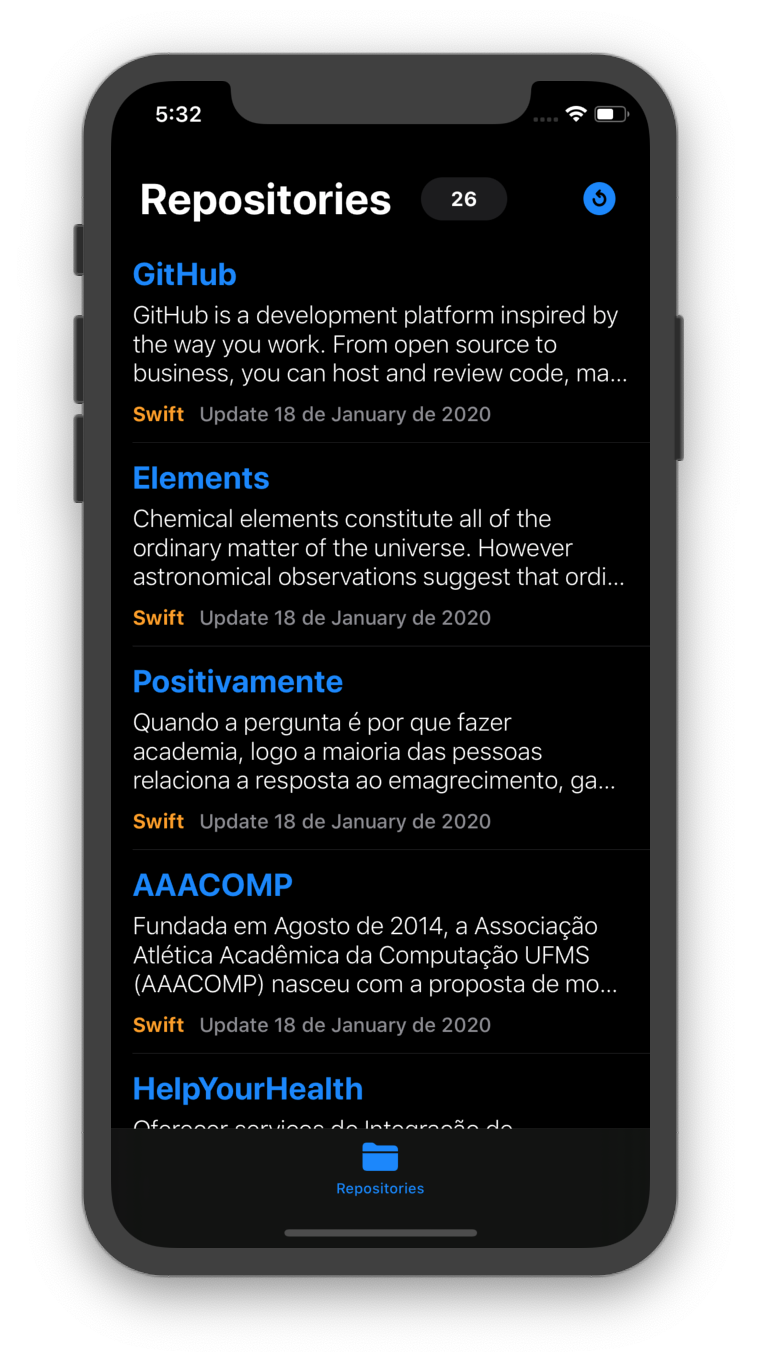 5:32
Repositories 26
GitHub
GitHub is a development platform inspired by
the way you work. From open source to
business, you can host and review code, ma...
Swift Update 18 de January de 2020
Elements
Chemical elements constitute all of the
ordinary matter of the universe. However
astronomical observations suggest that ordi...
Swift Update 18 de January de 2020
Positivamente
Quando a pergunta é por que fazer
academia, logo a maioria das pessoas
relaciona a resposta ao emagrecimento, ga...
Swift Update 18 de January de 2020
AAACOMP
Fundada em Agosto de 2014, a Associação
Atlética Acadêmica da Computação UFMS
(AAACOMP) nasceu com a proposta de mo...
Swift Update 18 de January de 2020
HelpYourHealth
Oferecer serviços de Integração de
Repositories